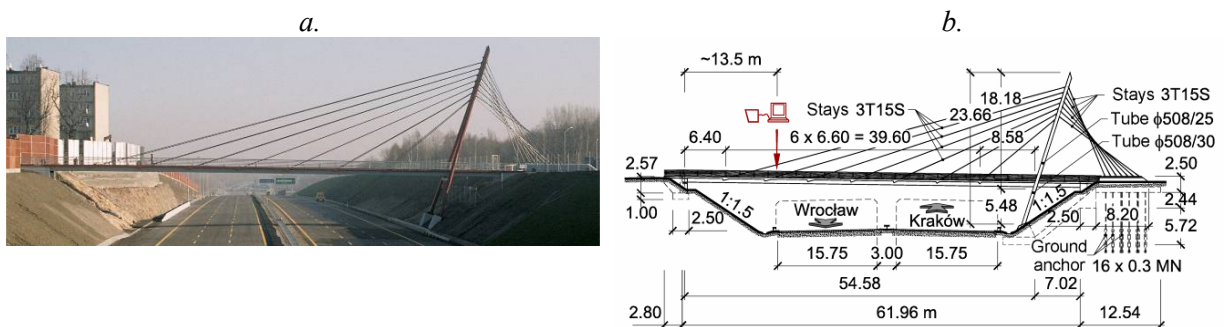 a.
b.
~13.5 m
Stays 3T15S
18.18
23.66
Stays 3T15S
Tube ϕ508/25
Tube ϕ508/30
6.40
6 x 6.60 = 39.60
8.58
2.57
2.50
1:1.5
1:1.5
1.00
2.50
Wrocław
Kraków
5.48
2.50
8.20
2.44
5.72
15.75
3.00
15.75
Ground
anchor
16 x 0.3 MN
54.58
7.02
2.80
61.96 m
12.54